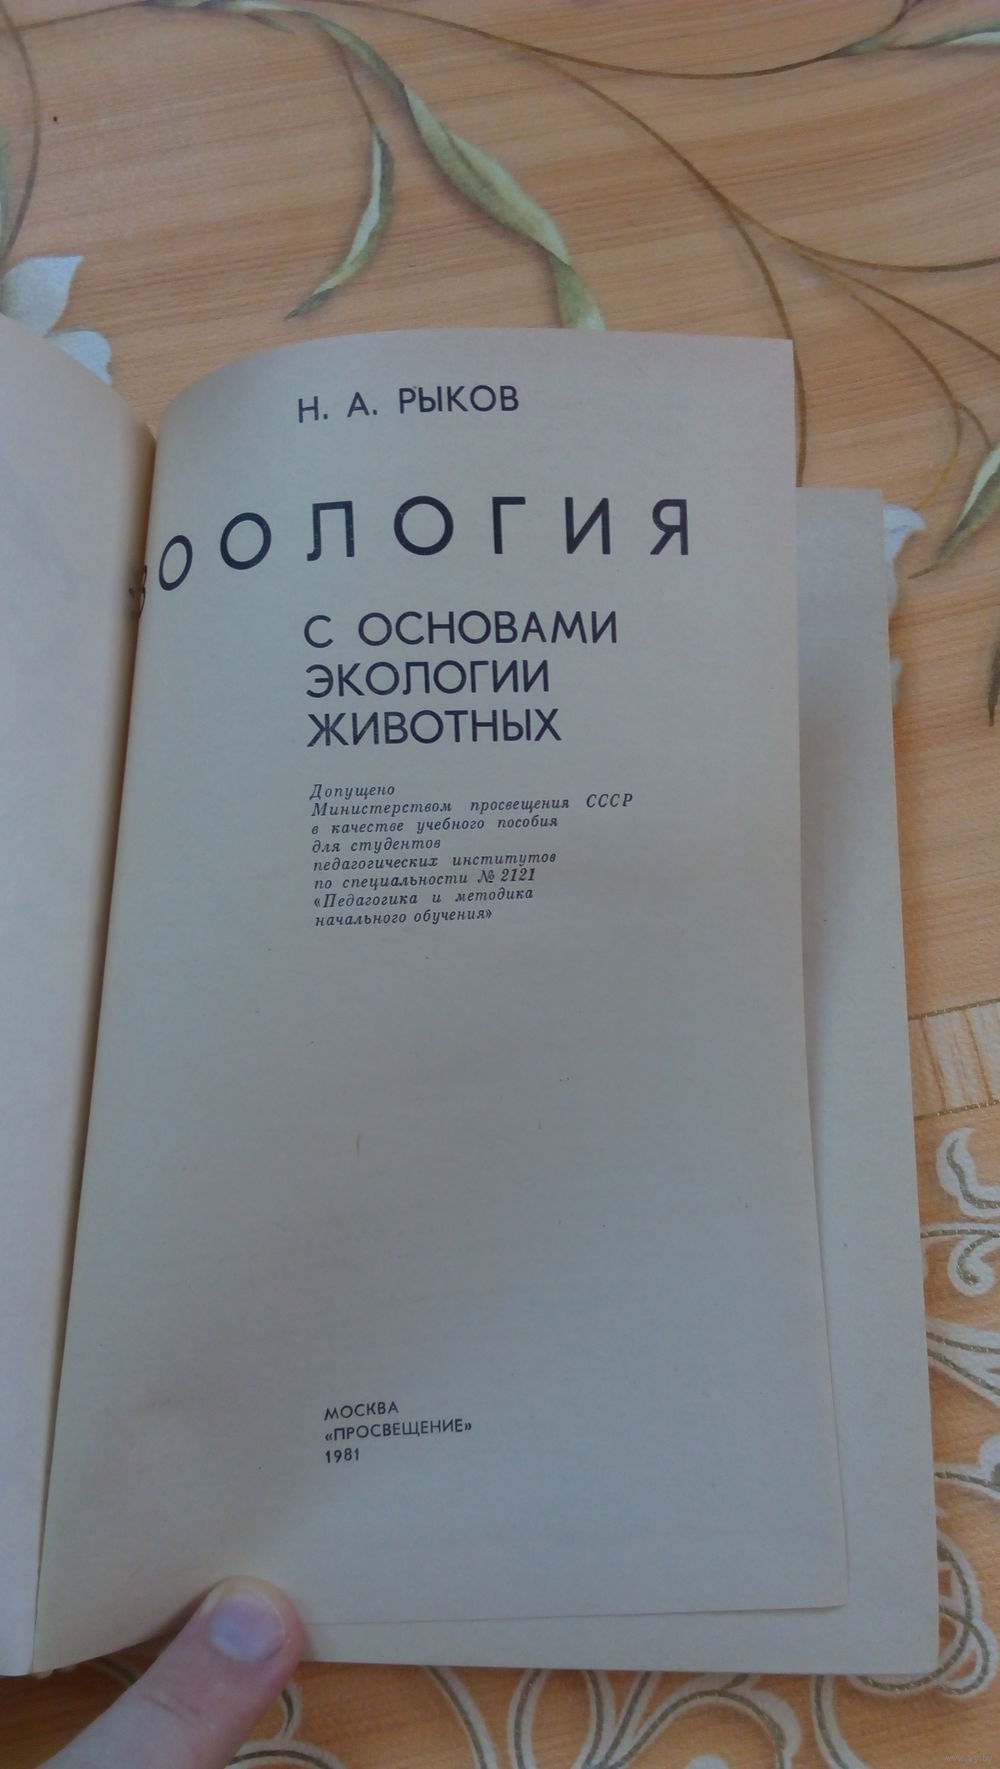 Н. А. РЫКОВ
ЗООЛОГИЯ
С ОСНОВАМИ
ЭКОЛОГИИ
ЖИВОТНЫХ
Допущено
Министерством просвещения СССР
в качестве учебного пособия
для студентов
педагогических институтов
по специальности № 2121
«Педагогика и методика
начального обучения»
МОСКВА
«ПРОСВЕЩЕНИЕ»
1981